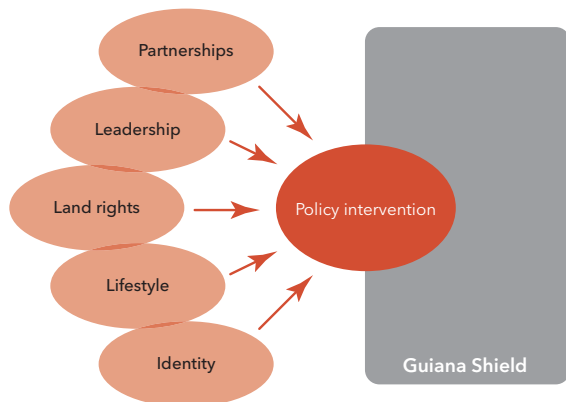 Partnerships
Leadership
Land rights
Policy intervention
Lifestyle
Identity
Guiana Shield